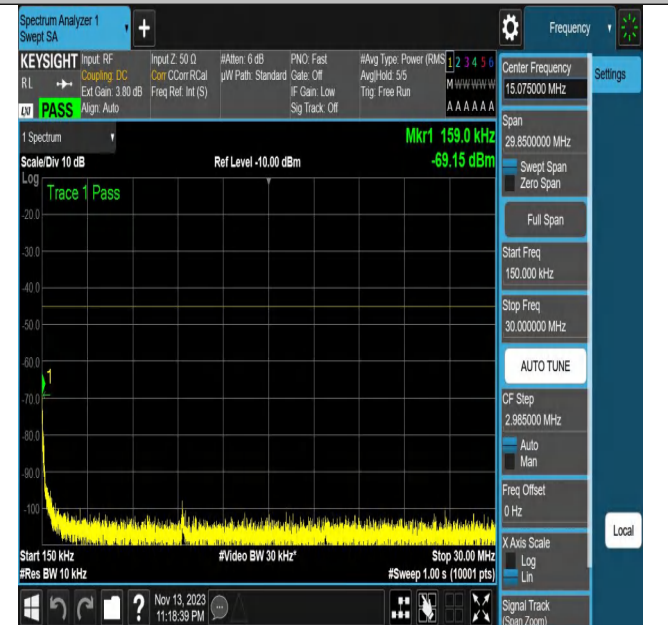 Spectrum Analyzer 1
Swept SA
Frequency
KEYSIGHT
RL
LXI PASS
Input: RF
Coupling: DC
Ext Gain: 3.80 dB
Align: Auto
Input Z: 50 Ω
Corr CCorr RCal
Freq Ref: Int (S)
#Atten: 6 dB
µW Path: Standard
PNO: Fast
Gate: Off
IF Gain: Low
Sig Track: Off
#Avg Type: Power (RMS
Avg|Hold: 5/5
Trig: Free Run
1 2 3 4 5 6
M W W W W W
A A A A A A
1 Spectrum
Mkr1 159.0 kHz
Scale/Div 10 dB
Ref Level -10.00 dBm
-69.15 dBm
Log
Trace 1 Pass
-20.0
-30.0
-40.0
-50.0
-60.0
1
-70.0
-80.0
-90.0
-100
Start 150 kHz
#Video BW 30 kHz*
Stop 30.00 MHz
#Res BW 10 kHz
#Sweep 1.00 s (10001 pts)
Nov 13, 2023
11:18:39 PM
Center Frequency
15.075000 MHz
Settings
Span
29.8500000 MHz
Swept Span
Zero Span
Full Span
Start Freq
150.000 kHz
Stop Freq
30.000000 MHz
AUTO TUNE
CF Step
2.985000 MHz
Auto
Man
Freq Offset
0 Hz
Local
X Axis Scale
Log
Lin
Signal Track
(Span Zoom)